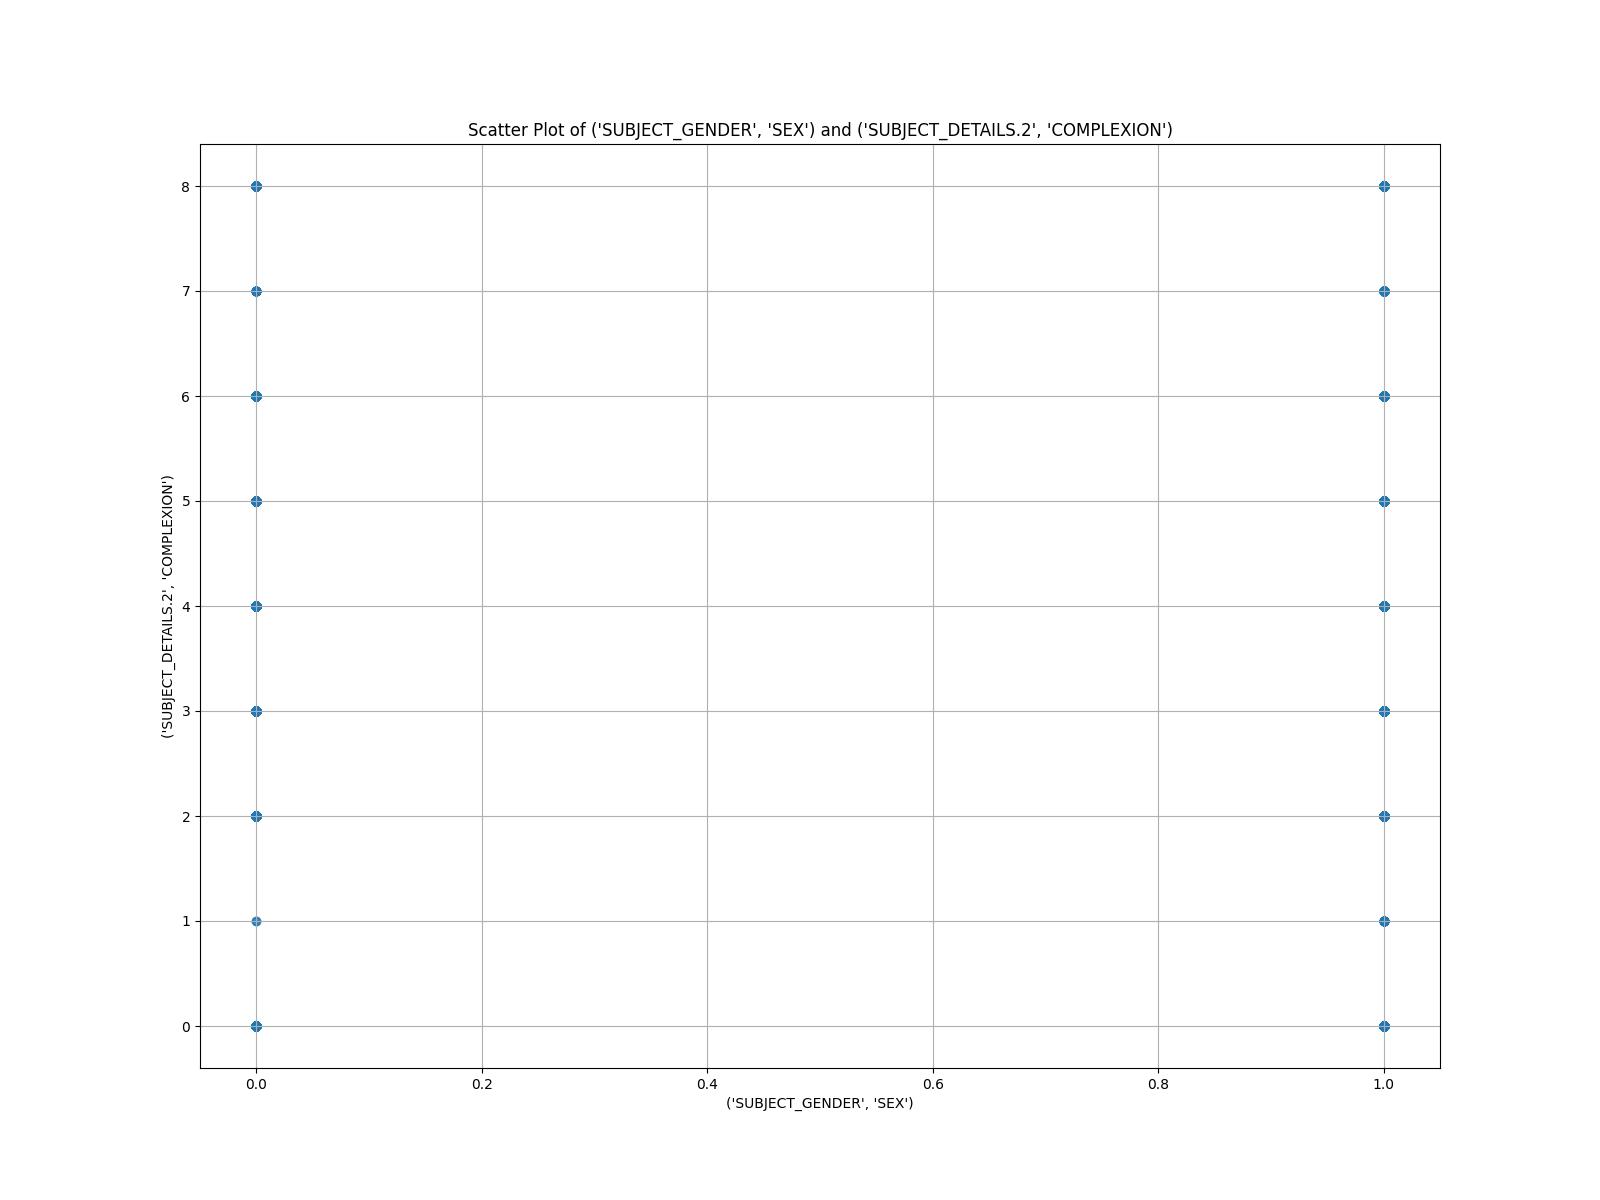 Scatter Plot of ('SUBJECT_GENDER', 'SEX') and ('SUBJECT_DETAILS.2', 'COMPLEXION')
('SUBJECT_DETAILS.2', 'COMPLEXION')
8
7
6
5
4
3
2
1
0
0.0 0.2 0.4 0.6 0.8 1.0
('SUBJECT_GENDER', 'SEX')